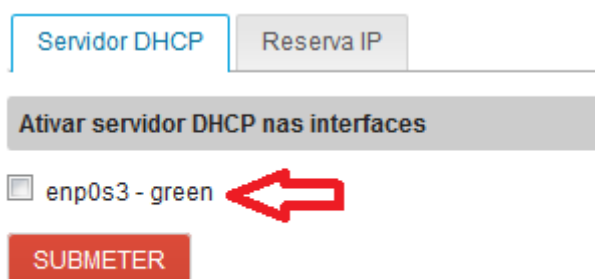 Servidor DHCP
Reserva IP
Ativar servidor DHCP nas interfaces
enp0s3 - green
SUBMETER